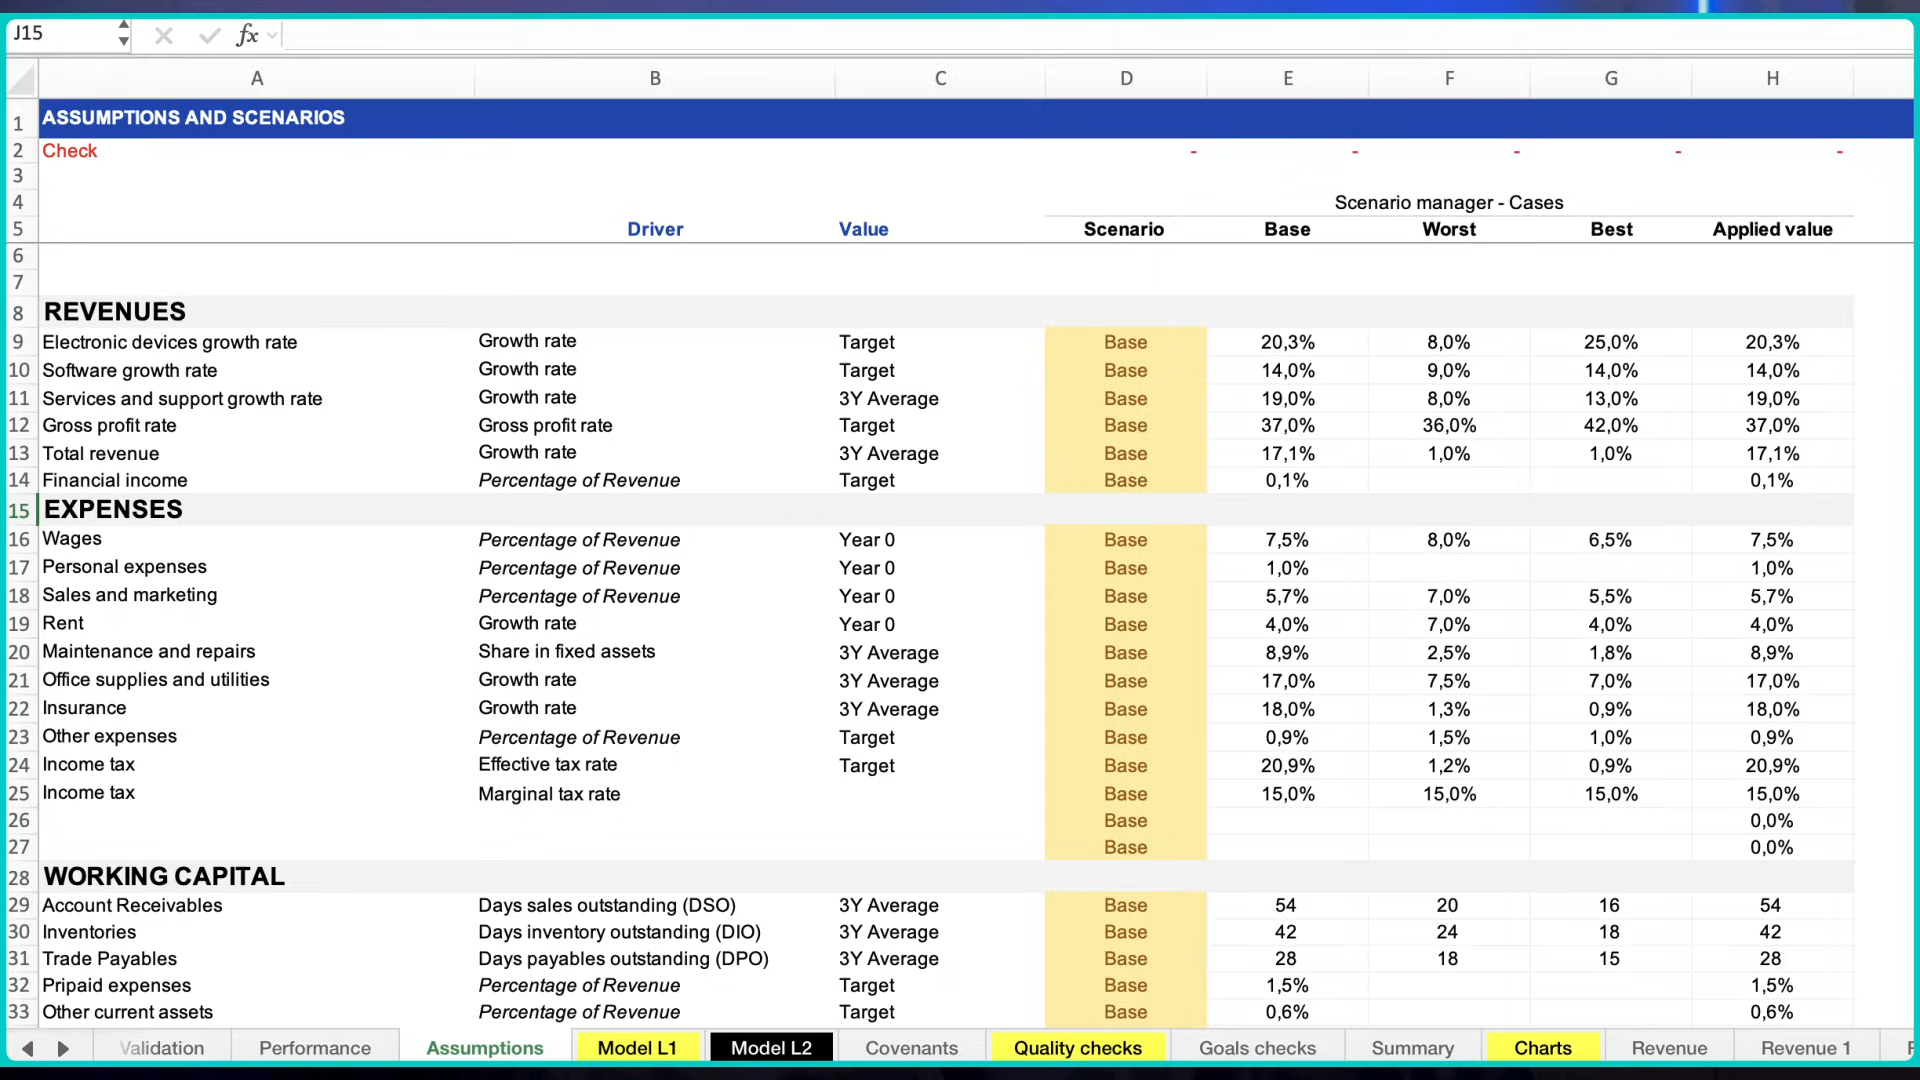 J15 fx
A B C D E F G H
1 ASSUMPTIONS AND SCENARIOS
2 Check - - - - -
3
4 Scenario manager - Cases
5 Driver Value Scenario Base Worst Best Applied value
6
7
8 REVENUES
9 Electronic devices growth rate Growth rate Target Base 20,3% 8,0% 25,0% 20,3%
10 Software growth rate Growth rate Target Base 14,0% 9,0% 14,0% 14,0%
11 Services and support growth rate Growth rate 3Y Average Base 19,0% 8,0% 13,0% 19,0%
12 Gross profit rate Gross profit rate Target Base 37,0% 36,0% 42,0% 37,0%
13 Total revenue Growth rate 3Y Average Base 17,1% 1,0% 1,0% 17,1%
14 Financial income Percentage of Revenue Target Base 0,1% 0,1%
15 EXPENSES
16 Wages Percentage of Revenue Year 0 Base 7,5% 8,0% 6,5% 7,5%
17 Personal expenses Percentage of Revenue Year 0 Base 1,0% 1,0%
18 Sales and marketing Percentage of Revenue Year 0 Base 5,7% 7,0% 5,5% 5,7%
19 Rent Growth rate Year 0 Base 4,0% 7,0% 4,0% 4,0%
20 Maintenance and repairs Share in fixed assets 3Y Average Base 8,9% 2,5% 1,8% 8,9%
21 Office supplies and utilities Growth rate 3Y Average Base 17,0% 7,5% 7,0% 17,0%
22 Insurance Growth rate 3Y Average Base 18,0% 1,3% 0,9% 18,0%
23 Other expenses Percentage of Revenue Target Base 0,9% 1,5% 1,0% 0,9%
24 Income tax Effective tax rate Target Base 20,9% 1,2% 0,9% 20,9%
25 Income tax Marginal tax rate Base 15,0% 15,0% 15,0% 15,0%
26 Base 0,0%
27 Base 0,0%
28 WORKING CAPITAL
29 Account Receivables Days sales outstanding (DSO) 3Y Average Base 54 20 16 54
30 Inventories Days inventory outstanding (DIO) 3Y Average Base 42 24 18 42
31 Trade Payables Days payables outstanding (DPO) 3Y Average Base 28 18 15 28
32 Pripaid expenses Percentage of Revenue Target Base 1,5% 1,5%
33 Other current assets Percentage of Revenue Target Base 0,6% 0,6%
Validation Performance Assumptions Model L1 Model L2 Covenants Quality checks Goals checks Summary Charts Revenue Revenue 1